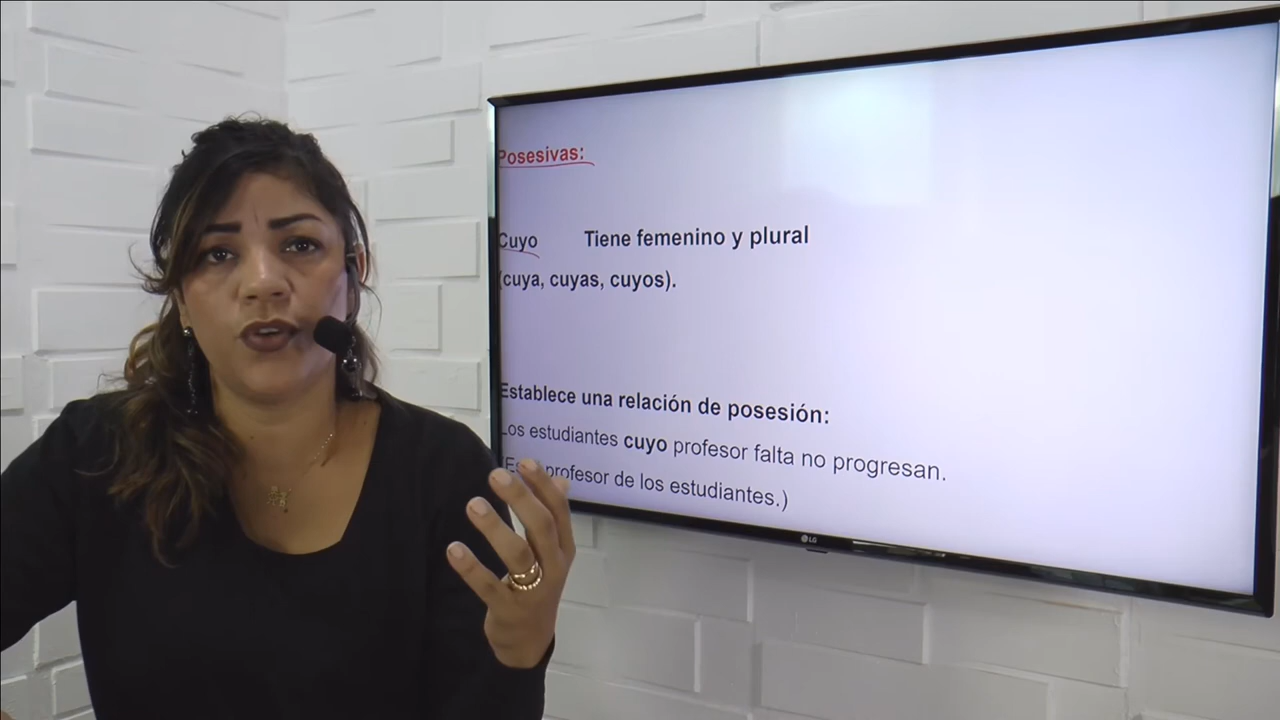 Posesivas:
Cuyo Tiene femenino y plural
(cuya, cuyas, cuyos).
Establece una relación de posesión:
Los estudiantes cuyo profesor falta no progresan.
profesor de los estudiantes.)
LG